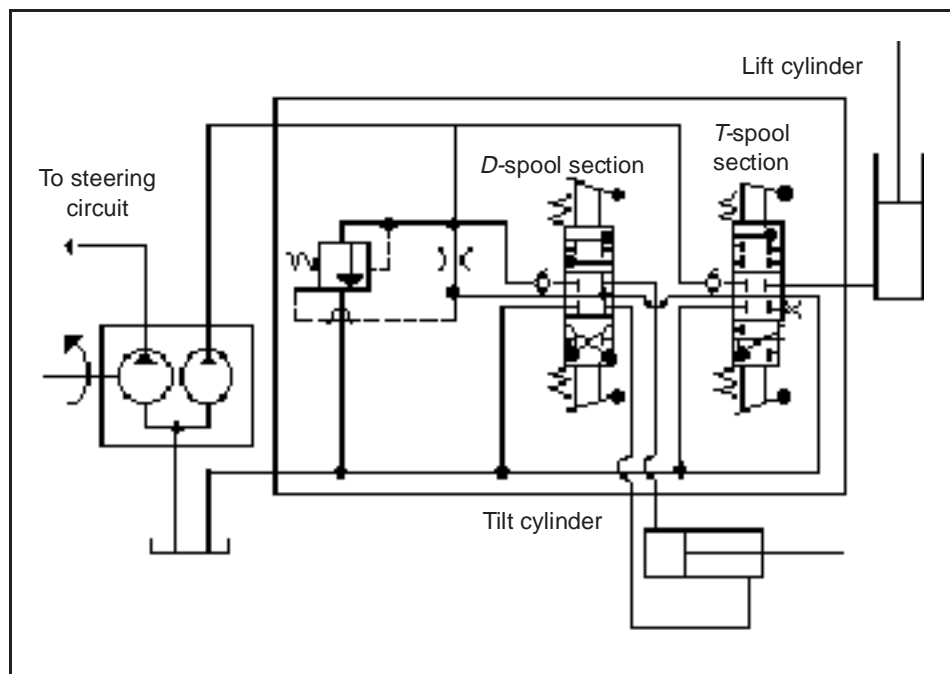 Lift cylinder
T-spool
section
D-spool section
To steering
circuit
Tilt cylinder